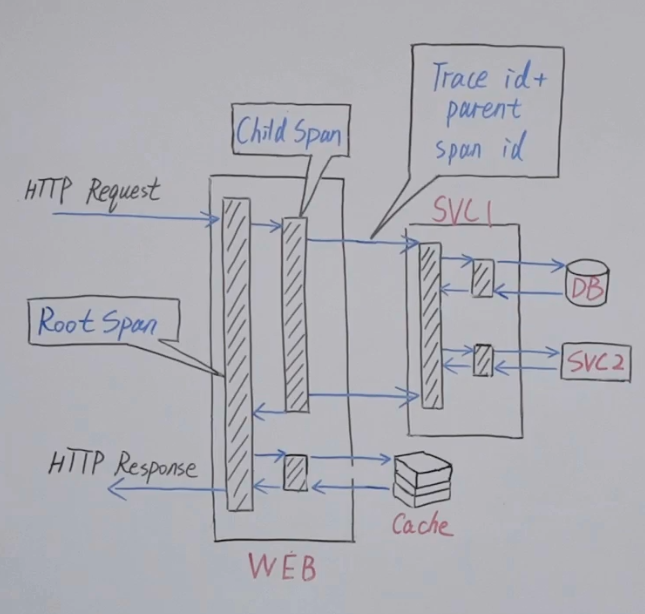 Trace id+
parent
span id
Child Span
HTTP Request
SVC1
DB
Root Span
SVC2
HTTP Response
Cache
WEB